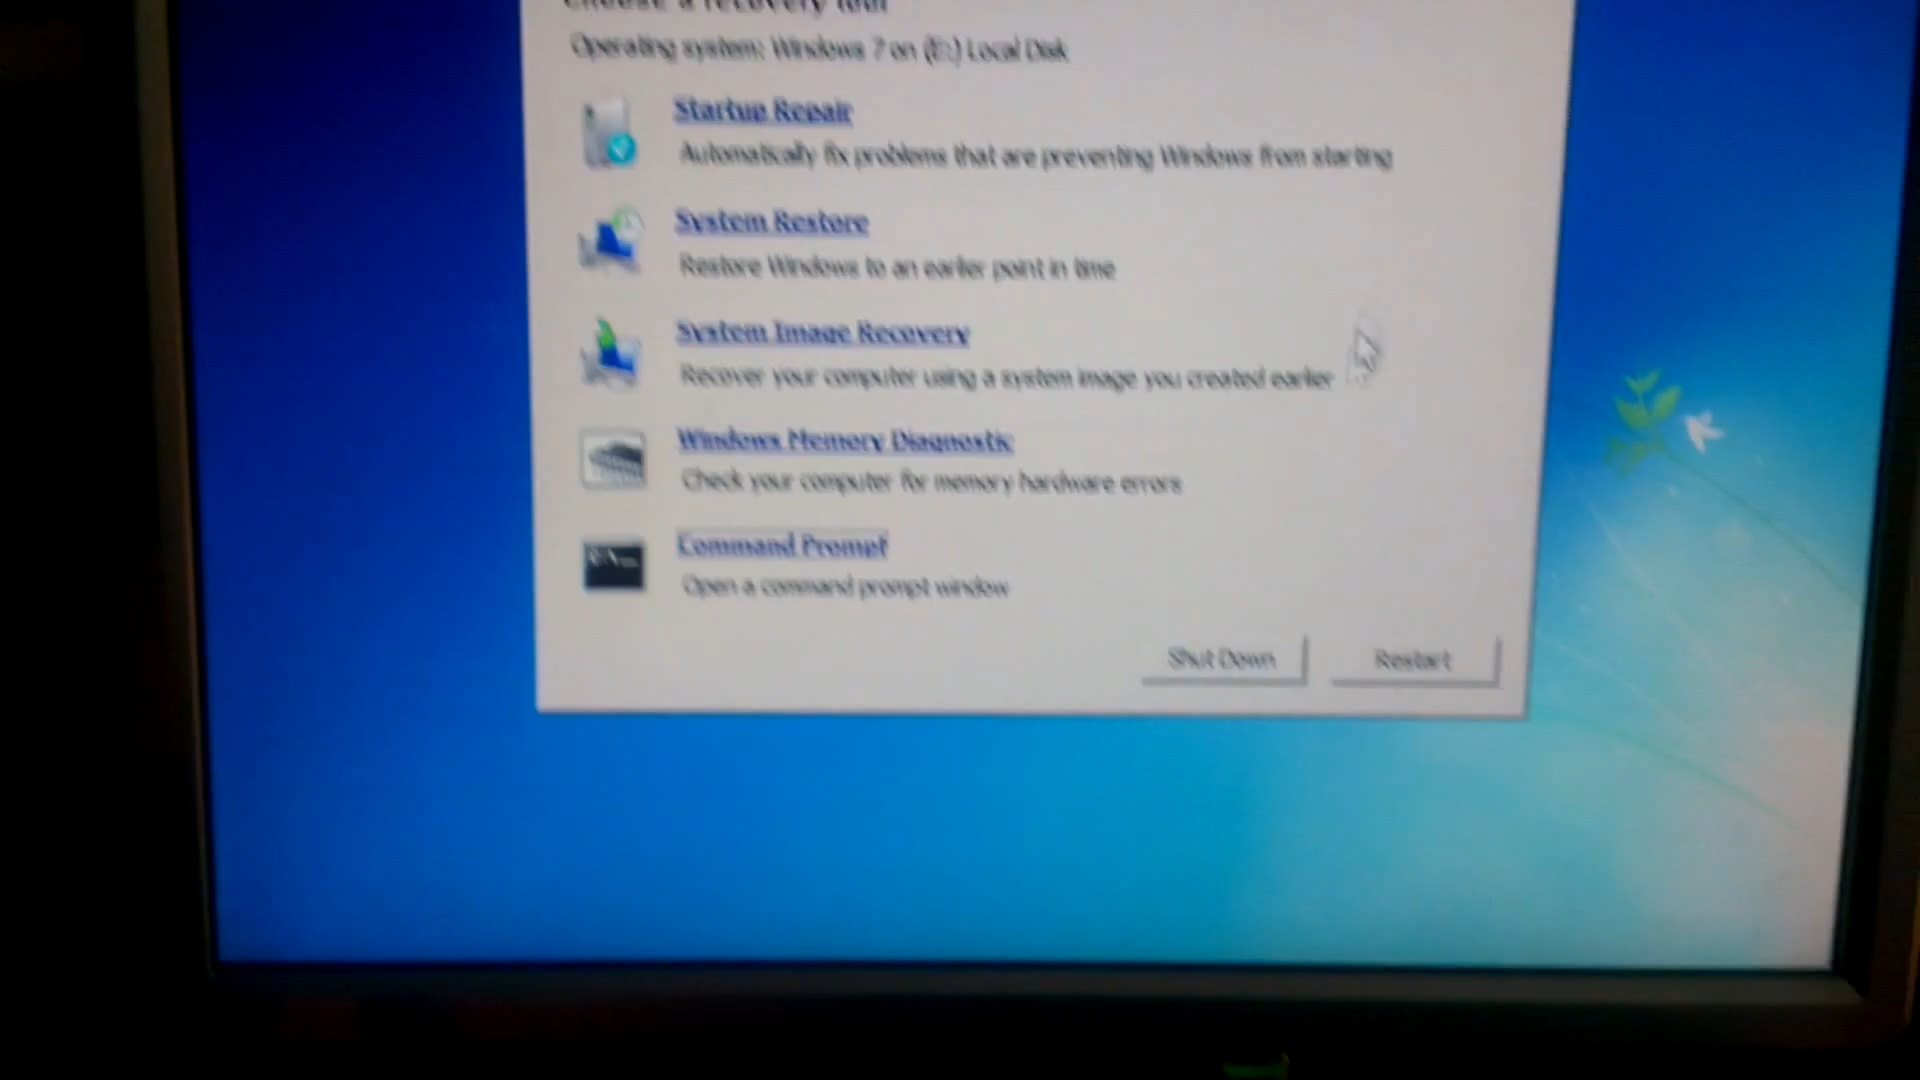 Choose a recovery tool
Operating system: Windows 7 on (E:) Local Disk
Startup Repair
Automatically fix problems that are preventing Windows from starting
System Restore
Restore Windows to an earlier point in time
System Image Recovery
Recover your computer using a system image you created earlier
Windows Memory Diagnostic
Check your computer for memory hardware errors
C:\_
Command Prompt
Open a command prompt window
Shut Down
Restart